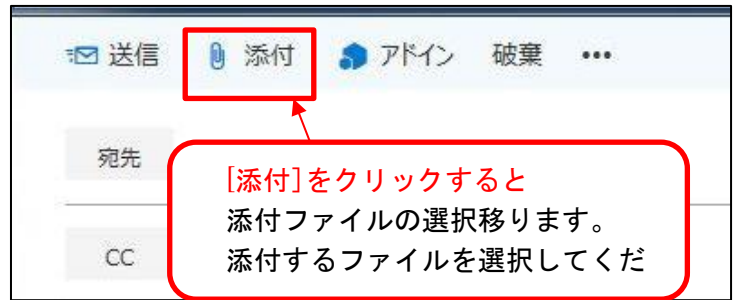 送信 添付 アドイン 破棄 •••
宛先
[添付]をクリックすると
添付ファイルの選択移ります。
CC
添付するファイルを選択してくだ